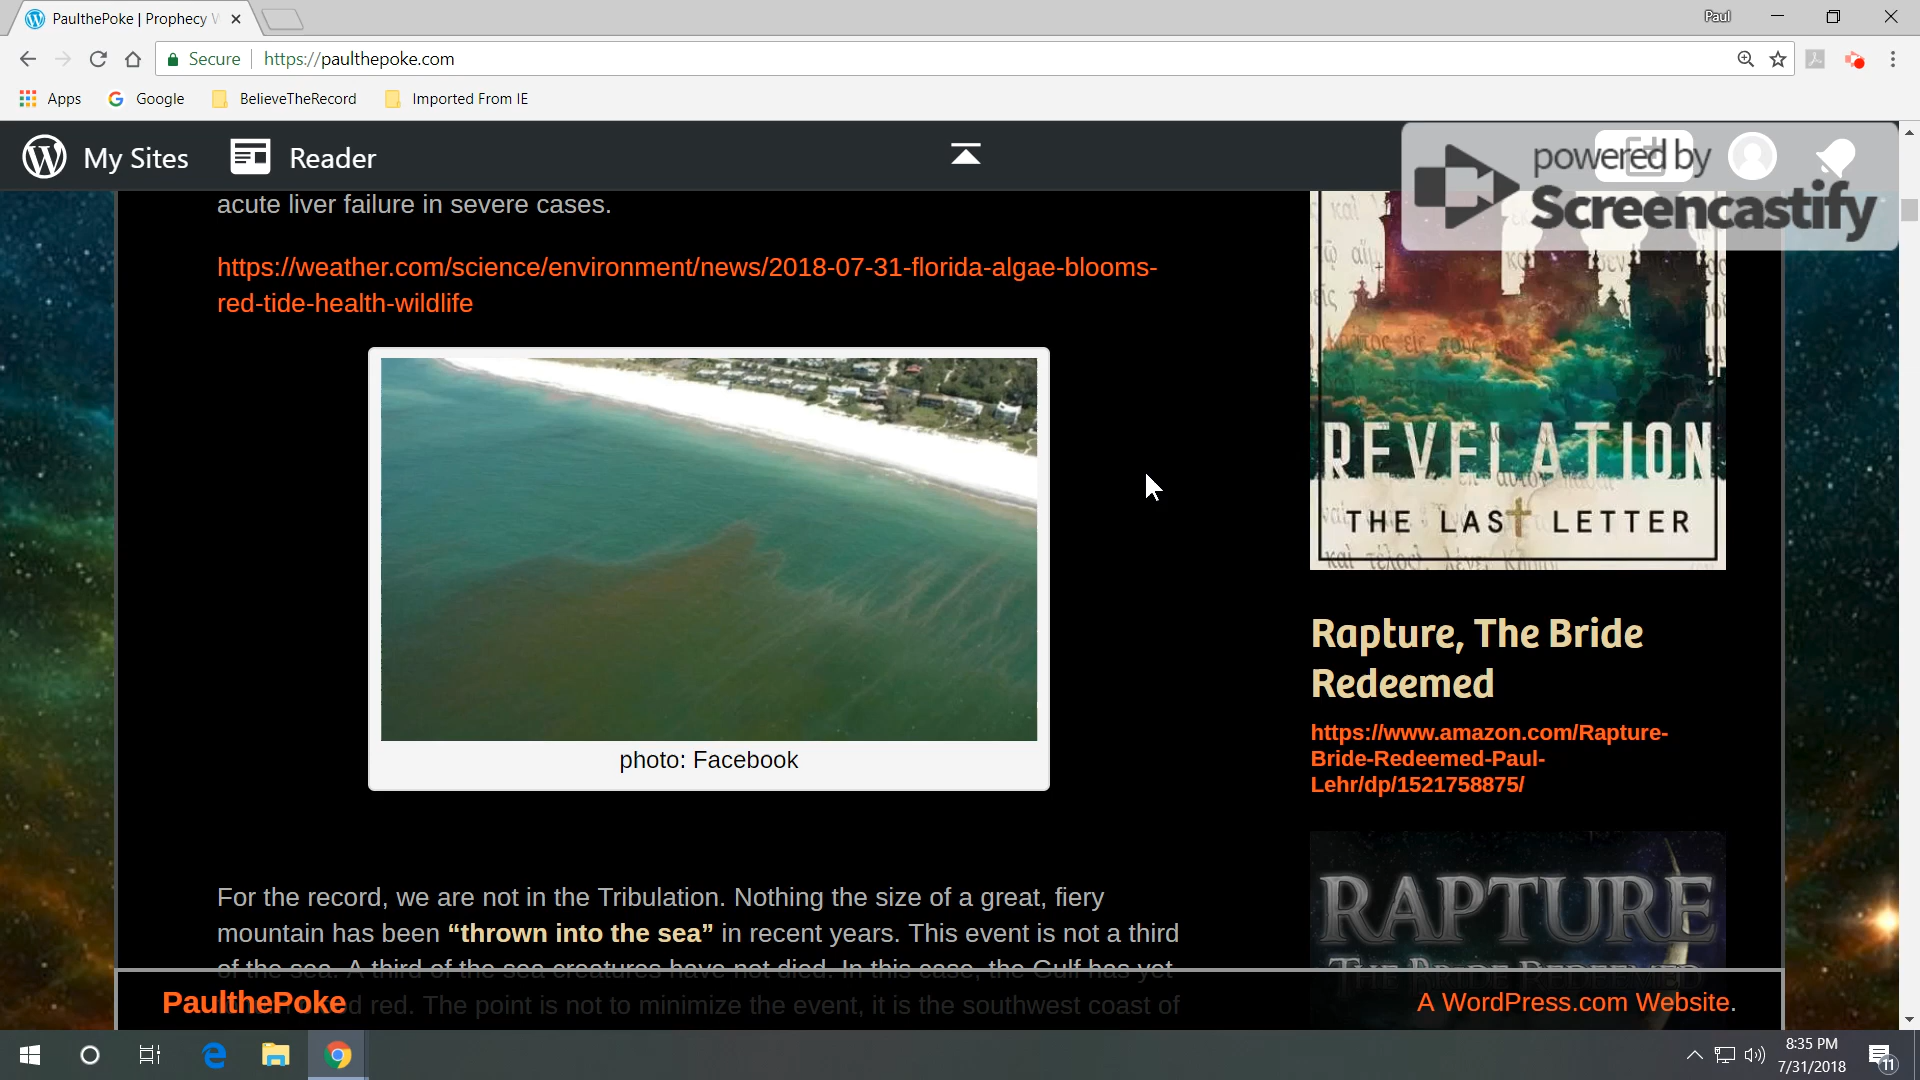 PaulthePoke | Prophecy W
Paul
Secure
https://paulthepoke.com
Apps
Google
BelieveTheRecord
Imported From IE
My Sites
Reader
powered by
Screencastify
acute liver failure in severe cases.
https://weather.com/science/environment/news/2018-07-31-florida-algae-blooms-
red-tide-health-wildlife
photo: Facebook
For the record, we are not in the Tribulation. Nothing the size of a great, fiery
mountain has been “thrown into the sea” in recent years. This event is not a third
of the sea. A third of the sea creatures have not died. In this case, the Gulf has yet
d red. The point is not to minimize the event, it is the southwest coast of
REVELATION
THE LAST LETTER
Rapture, The Bride
Redeemed
https://www.amazon.com/Rapture-
Bride-Redeemed-Paul-
Lehr/dp/1521758875/
RAPTURE
THE BRIDE REDEEMED
PaulthePoke
A WordPress.com Website.
8:35 PM
7/31/2018
11